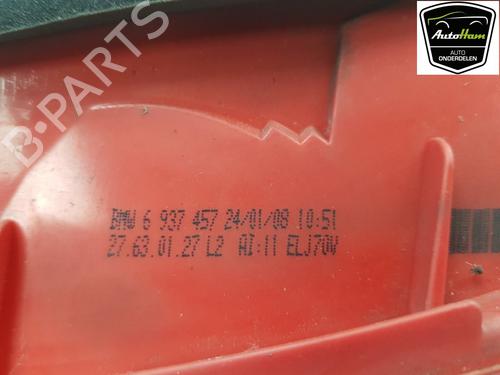 AutoHam
AUTO
ONDERDELEN
B-PARTS
BMW 6 937 457 24/01/08 10:51
27.63.01.27 L2 AI:11 ELJ70V